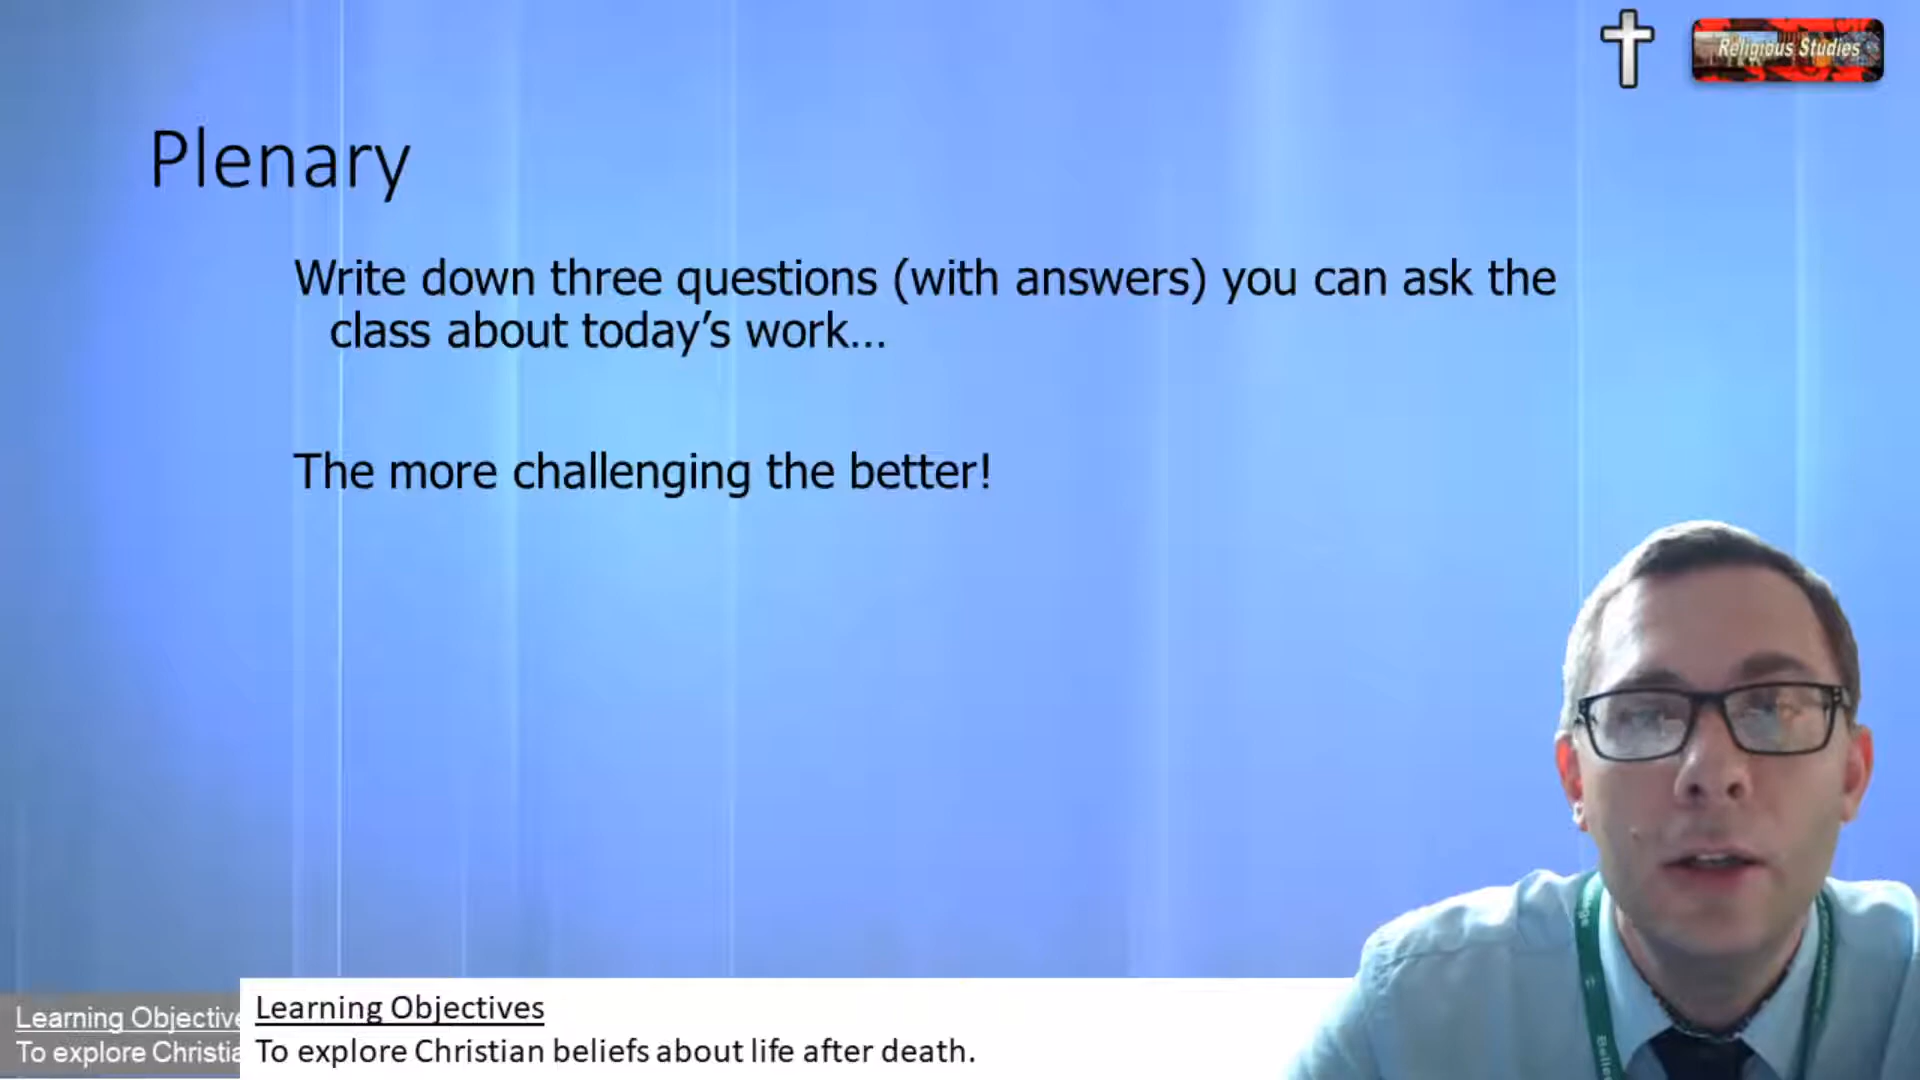 Religious Studies
Plenary
Write down three questions (with answers) you can ask the
class about today's work...
The more challenging the better!
Learning Objective
To explore Christia
Learning Objectives
To explore Christian beliefs about life after death.